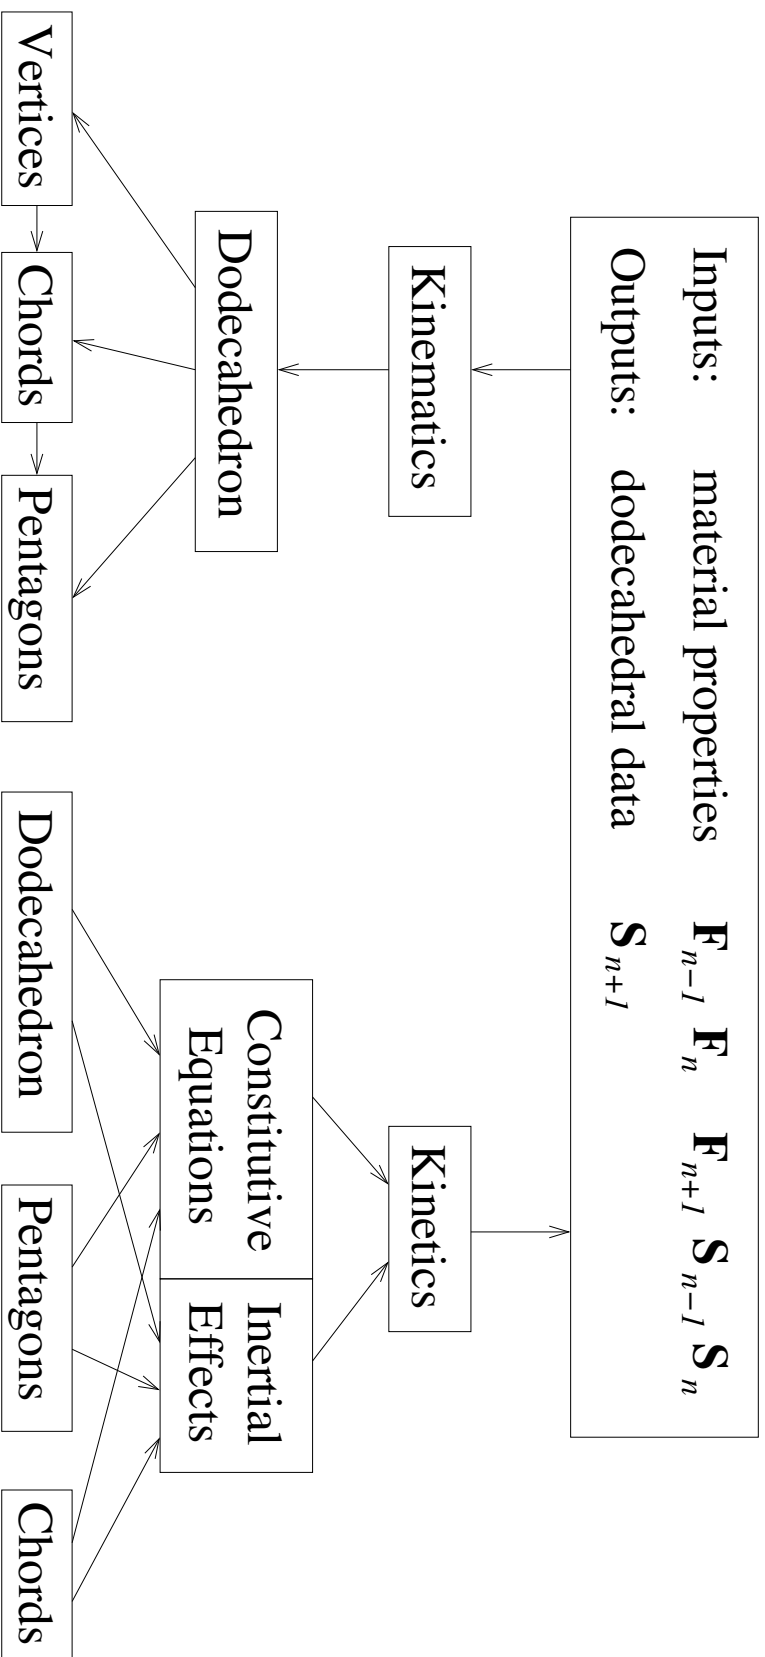 Inputs: material properties F_{n-1} F_n F_{n+1} S_{n-1} S_n
Outputs: dodecahedral data S_{n+1}
Kinematics
Kinetics
Dodecahedron
Constitutive
Equations
Inertial
Effects
Vertices
Chords
Pentagons
Dodecahedron
Pentagons
Chords